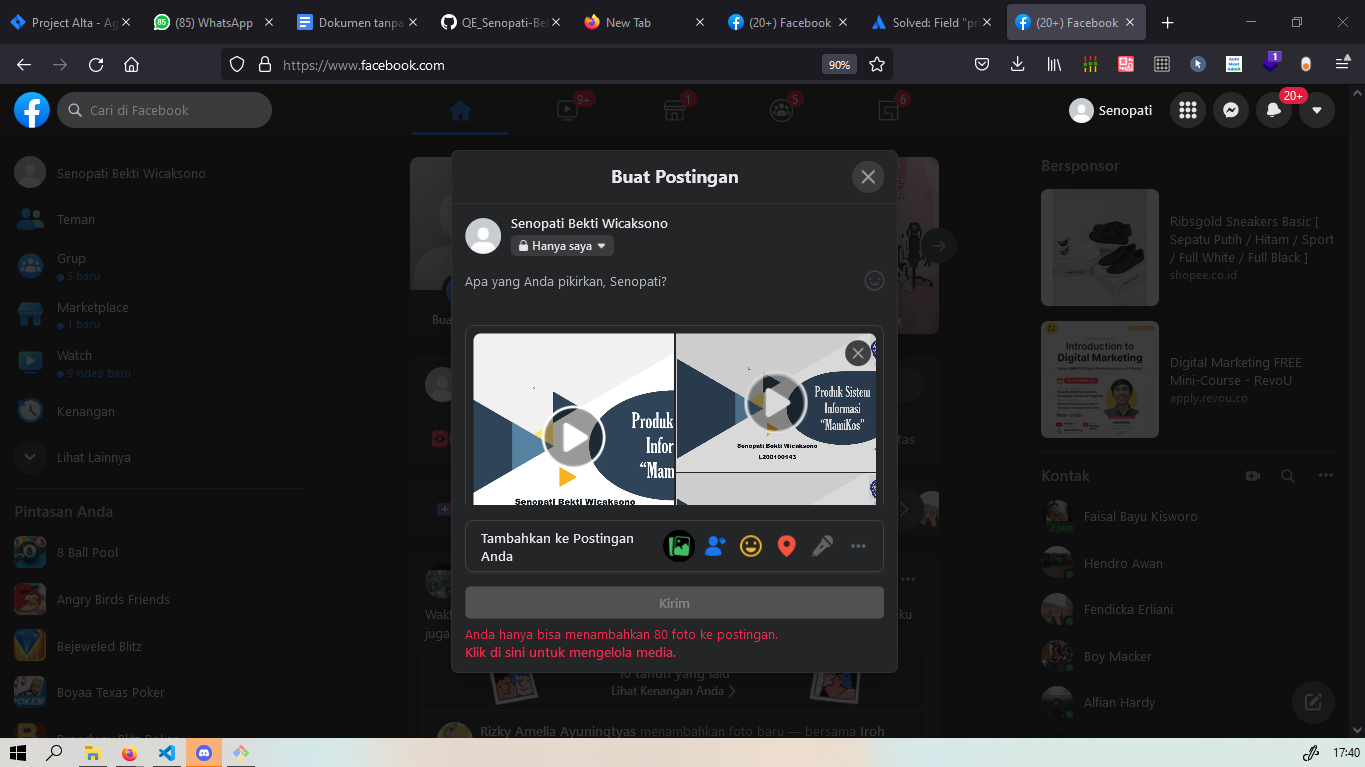 Project Alta - Ag
(85) WhatsApp
Dokumen tanpa
QE_Senopati-Bek
New Tab
(20+) Facebook
Solved: Field "pri
(20+) Facebook
https://www.facebook.com
90%
1
Cari di Facebook
9+
1
5
6
Senopati
20+
Senopati Bekti Wicaksono
Teman
Grup
5 baru
Marketplace
1 baru
Watch
9 video baru
Kenangan
Lihat Lainnya
Pintasan Anda
8 Ball Pool
Angry Birds Friends
Bejeweled Blitz
Boyaa Texas Poker
Buat Postingan
Senopati Bekti Wicaksono
Hanya saya
Apa yang Anda pikirkan, Senopati?
Produk
Infor
“Mam
Senopati Bekti Wicaksono
Produk Sistem
Informasi
“MamiKos”
Senopati Bekti Wicaksono
L200190143
Tambahkan ke Postingan
Anda
Kirim
Anda hanya bisa menambahkan 80 foto ke postingan.
Klik di sini untuk mengelola media.
10 tahun yang lalu
Lihat Kenangan Anda
Rizky Amelia Ayuningtyas menambahkan foto baru — bersama Iroh
Bersponsor
Ribsgold Sneakers Basic [
Sepatu Putih / Hitam / Sport
/ Full White / Full Black ]
shopee.co.id
Introduction to
Digital Marketing
Digital Marketing FREE
Mini-Course - RevoU
apply.revou.co
Kontak
Faisal Bayu Kisworo
2 jam
Hendro Awan
Fendicka Erliani
Boy Macker
Alfian Hardy
17:40